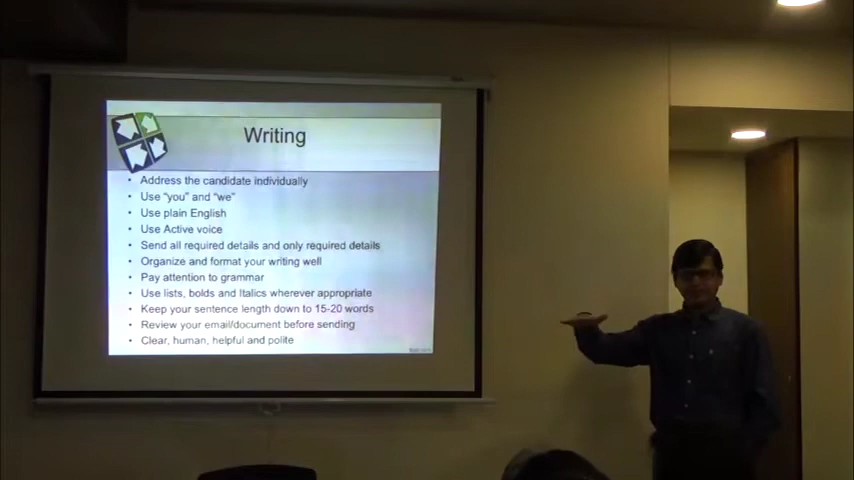 Writing
• Address the candidate individually
• Use "you" and "we"
• Use plain English
• Use Active voice
• Send all required details and only required details
• Organize and format your writing well
• Pay attention to grammar
• Use lists, bolds and Italics wherever appropriate
• Keep your sentence length down to 15-20 words
• Review your email/document before sending
• Clear, human, helpful and polite